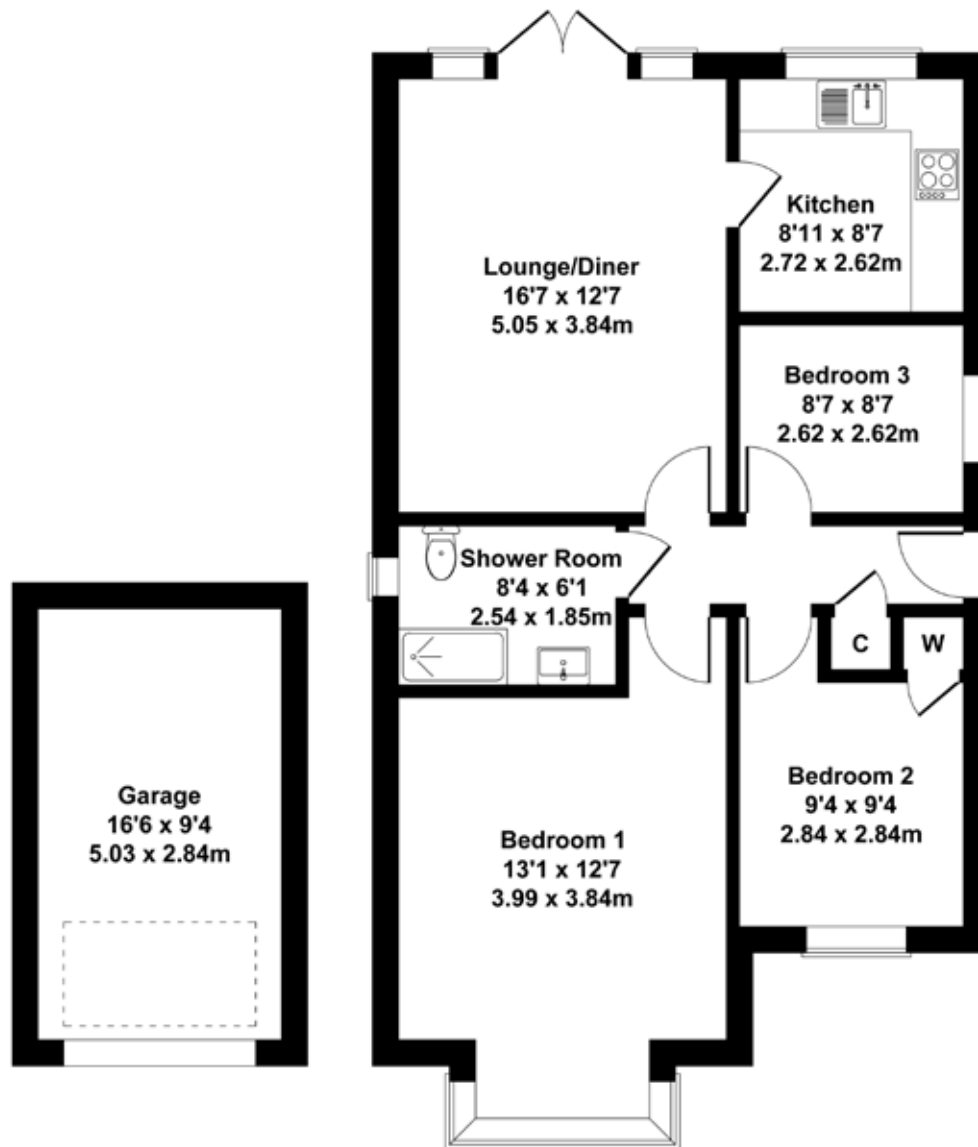 Kitchen
8'11 x 8'7
2.72 x 2.62m
Lounge/Diner
16'7 x 12'7
5.05 x 3.84m
Bedroom 3
8'7 x 8'7
2.62 x 2.62m
Shower Room
8'4 x 6'1
2.54 x 1.85m
C
W
Garage
16'6 x 9'4
5.03 x 2.84m
Bedroom 2
9'4 x 9'4
2.84 x 2.84m
Bedroom 1
13'1 x 12'7
3.99 x 3.84m